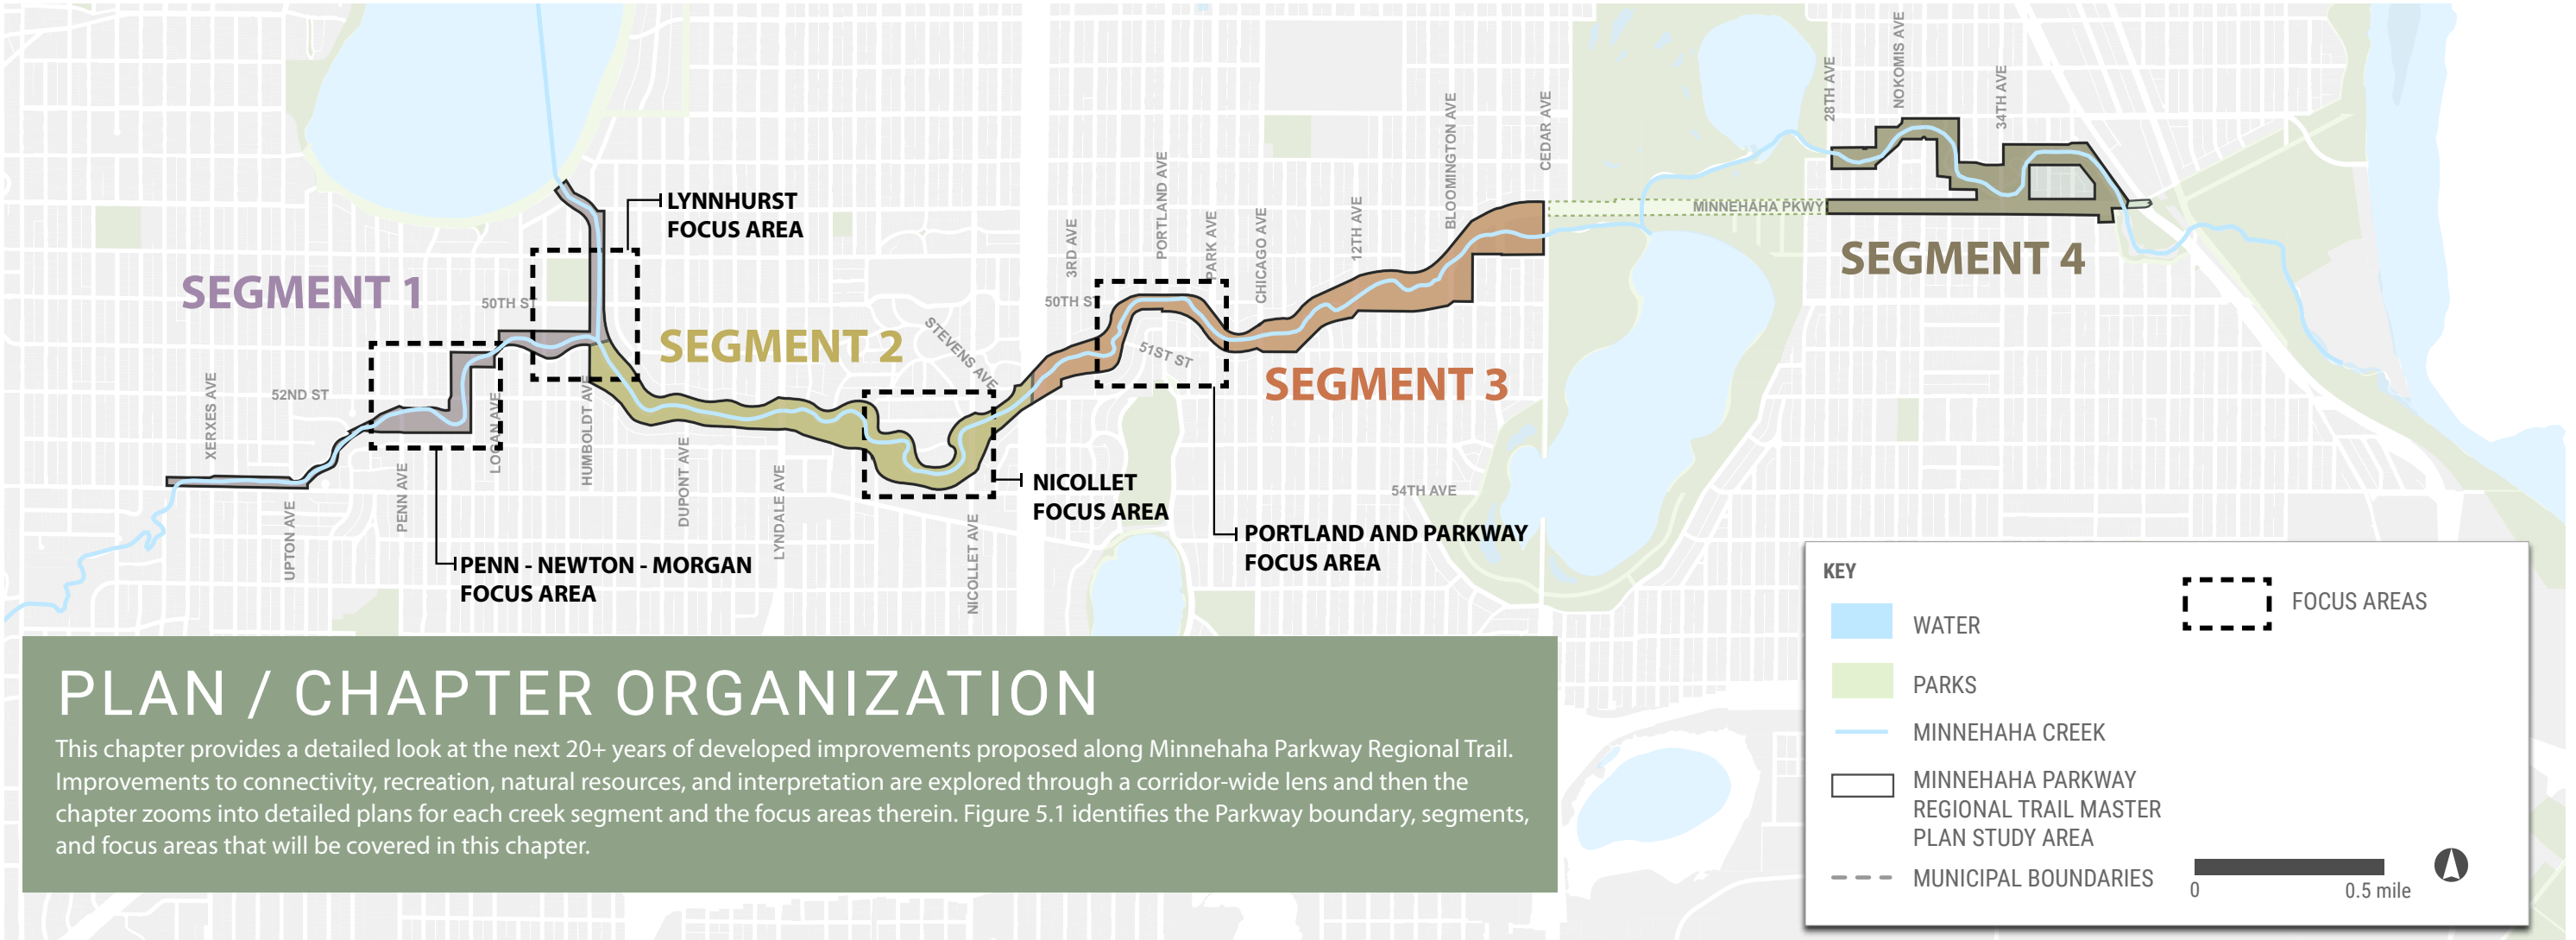 28TH AVE
NOKOMIS AVE
34TH AVE
BLOOMINGTON AVE
CEDAR AVE
PORTLAND AVE
PARK AVE
CHICAGO AVE
12TH AVE
3RD AVE
LYNNHURST
FOCUS AREA
MINNEHAHA PKWY
SEGMENT 4
SEGMENT 1
50TH ST
50TH ST
SEGMENT 2
STEVENS AVE
51ST ST
SEGMENT 3
XERXES AVE
52ND ST
LOGAN AVE
HUMBOLDT AVE
PENN AVE
DUPONT AVE
LYNDALE AVE
UPTON AVE
NICOLLET AVE
54TH AVE
NICOLLET
FOCUS AREA
PORTLAND AND PARKWAY
FOCUS AREA
PENN - NEWTON - MORGAN
FOCUS AREA
PLAN / CHAPTER ORGANIZATION
This chapter provides a detailed look at the next 20+ years of developed improvements proposed along Minnehaha Parkway Regional Trail.
Improvements to connectivity, recreation, natural resources, and interpretation are explored through a corridor-wide lens and then the
chapter zooms into detailed plans for each creek segment and the focus areas therein. Figure 5.1 identifies the Parkway boundary, segments,
and focus areas that will be covered in this chapter.
KEY
WATER
PARKS
MINNEHAHA CREEK
MINNEHAHA PARKWAY
REGIONAL TRAIL MASTER
PLAN STUDY AREA
MUNICIPAL BOUNDARIES
FOCUS AREAS
0
0.5 mile